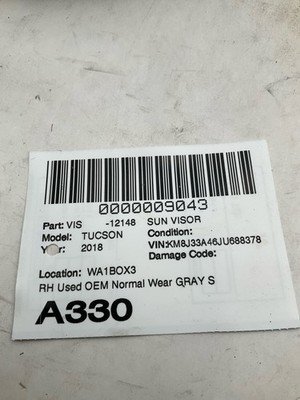 0000009043
Part: VIS -12148 SUN VISOR
Model: TUCSON Condition:
Year: 2018 VIN:KM8J33A46JU688378
Damage Code:
Location: WA1BOX3
RH Used OEM Normal Wear GRAY S
A330